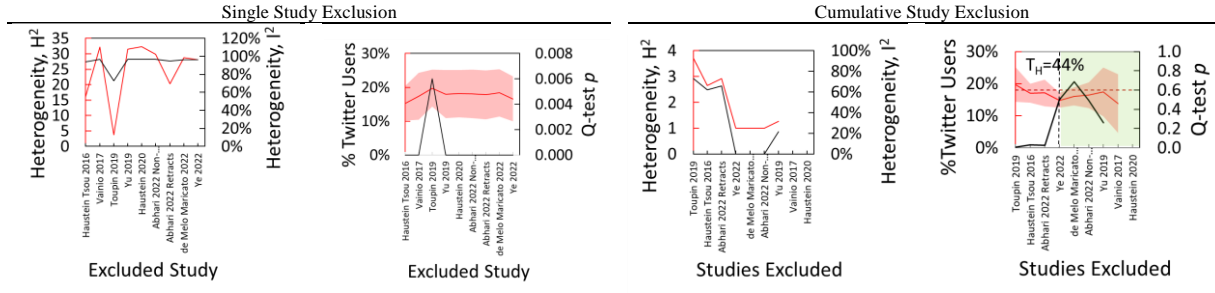 Single Study Exclusion
Cumulative Study Exclusion
Heterogeneity, H²
35
30
25
20
15
10
5
0
120%
100%
80%
60%
40%
20%
0%
Heterogeneity, I²
Haustein Tsou 2016
Vainio 2017
Toupin 2019
Yu 2019
Haustein 2020
Abhari 2022 Non-...
Abhari 2022 Retracts
de Melo Maricato 2022
Ye 2022
Excluded Study
% Twitter Users
30%
20%
10%
0%
0.008
0.006
0.004
0.002
0.000
Q-test p
Haustein Tsou 2016
Vainio 2017
Toupin 2019
Yu 2019
Haustein 2020
Abhari 2022 Non-...
Abhari 2022 Retracts
de Melo Maricato 2022
Ye 2022
Excluded Study
Heterogeneity, H²
4
3
2
1
0
100%
80%
60%
40%
20%
0%
Heterogeneity, I²
Toupin 2019
Haustein Tsou 2016
Abhari 2022 Retracts
Ye 2022
de Melo Maricato...
Abhari 2022 Non-...
Yu 2019
Vainio 2017
Haustein 2020
Studies Excluded
%Twitter Users
30%
20%
10%
0%
T_H=44%
1.0
0.8
0.6
0.4
0.2
0.0
Q-test p
Toupin 2019
Haustein Tsou 2016
Abhari 2022 Retracts
Ye 2022
de Melo Maricato...
Abhari 2022 Non-...
Yu 2019
Vainio 2017
Haustein 2020
Studies Excluded